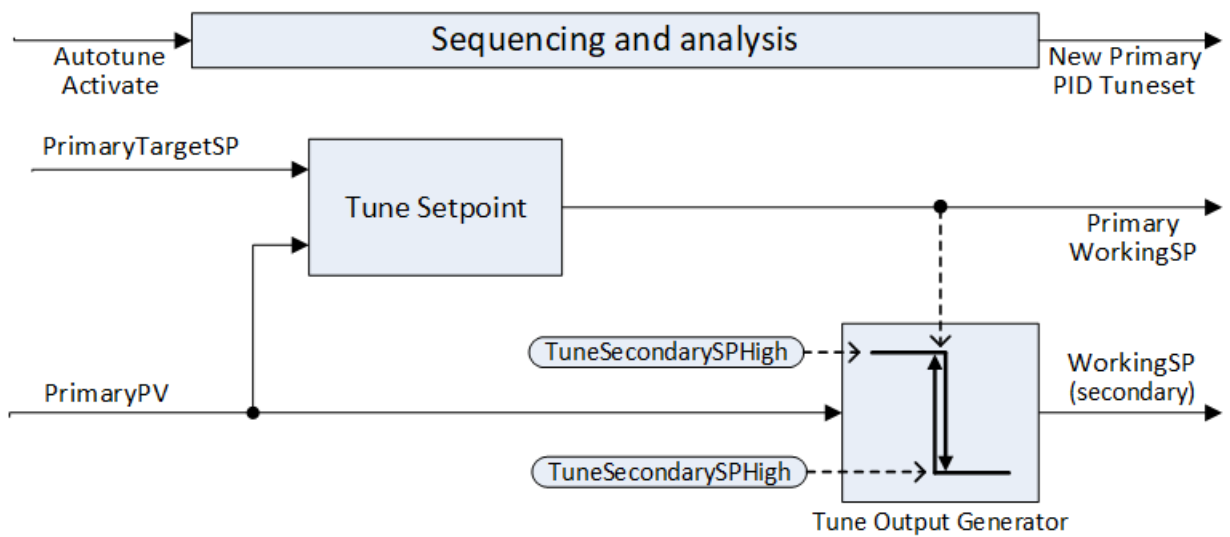 Sequencing and analysis
Autotune
Activate
New Primary
PID Tuneset
PrimaryTargetSP
Tune Setpoint
Primary
WorkingSP
TuneSecondarySPHigh
PrimaryPV
WorkingSP
(secondary)
TuneSecondarySPHigh
Tune Output Generator